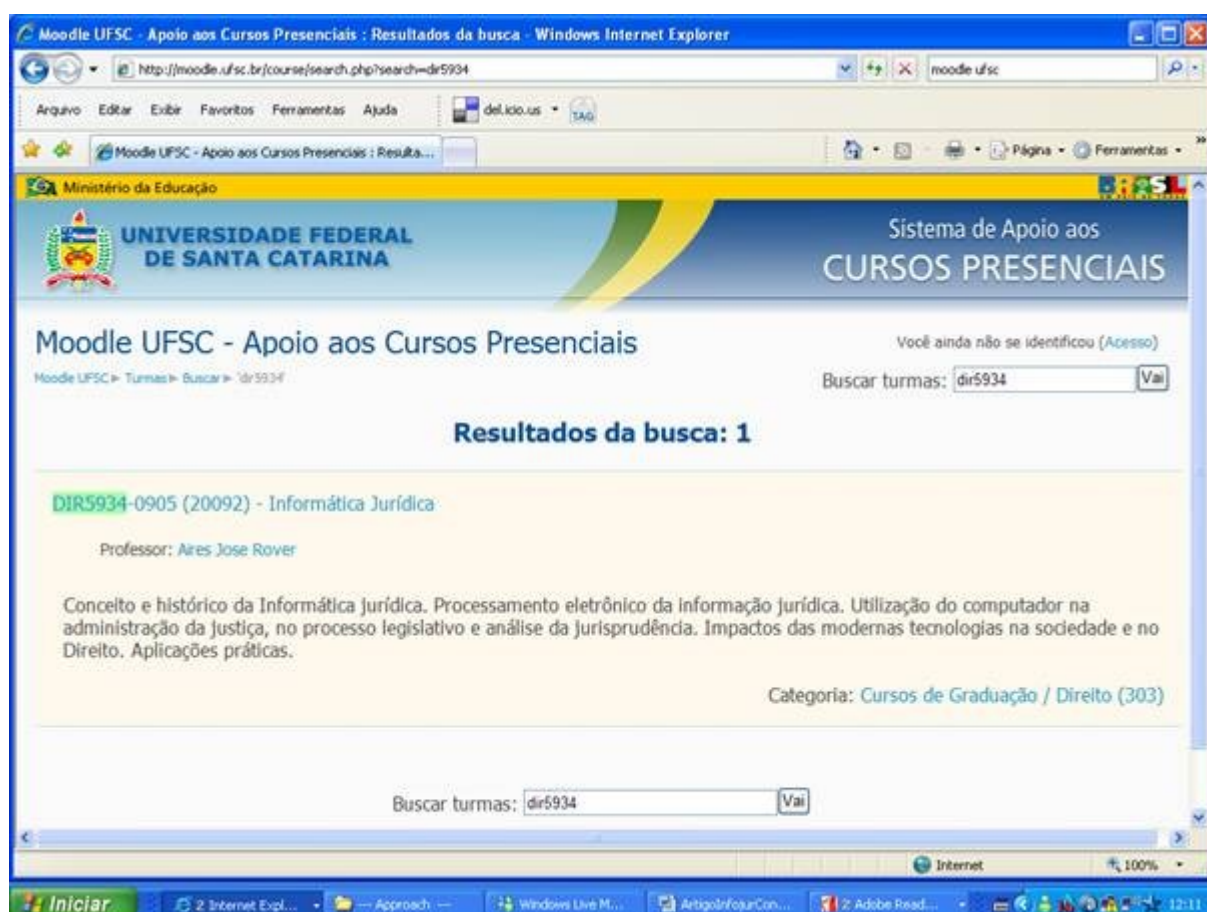 Moodle UFSC - Apoio aos Cursos Presenciais : Resultados da busca - Windows Internet Explorer
http://moodle.ufsc.br/course/search.php?search=dir5934 moodle ufsc
Arquivo Editar Exibir Favoritos Ferramentas Ajuda del.icio.us TAG
Moodle UFSC - Apoio aos Cursos Presenciais : Resulta... Página Ferramentas
Ministério da Educação BRASIL
UNIVERSIDADE FEDERAL
DE SANTA CATARINA
Sistema de Apoio aos
CURSOS PRESENCIAIS
Moodle UFSC - Apoio aos Cursos Presenciais
Você ainda não se identificou (Acesso)
Moodle UFSC ► Turmas ► Buscar ► 'dir5934'
Buscar turmas: dir5934 Vai
Resultados da busca: 1
DIR5934-0905 (20092) - Informática Jurídica
Professor: Aires Jose Rover
Conceito e histórico da Informática jurídica. Processamento eletrônico da informação jurídica. Utilização do computador na
administração da justiça, no processo legislativo e análise da jurisprudência. Impactos das modernas tecnologias na sociedade e no
Direito. Aplicações práticas.
Categoria: Cursos de Graduação / Direito (303)
Buscar turmas: dir5934 Vai
Internet 100%
Iniciar 2 Internet Expl... --- Approach --- Windows Live M... ArtigoInfojurCon... 2 Adobe Read... 12:11